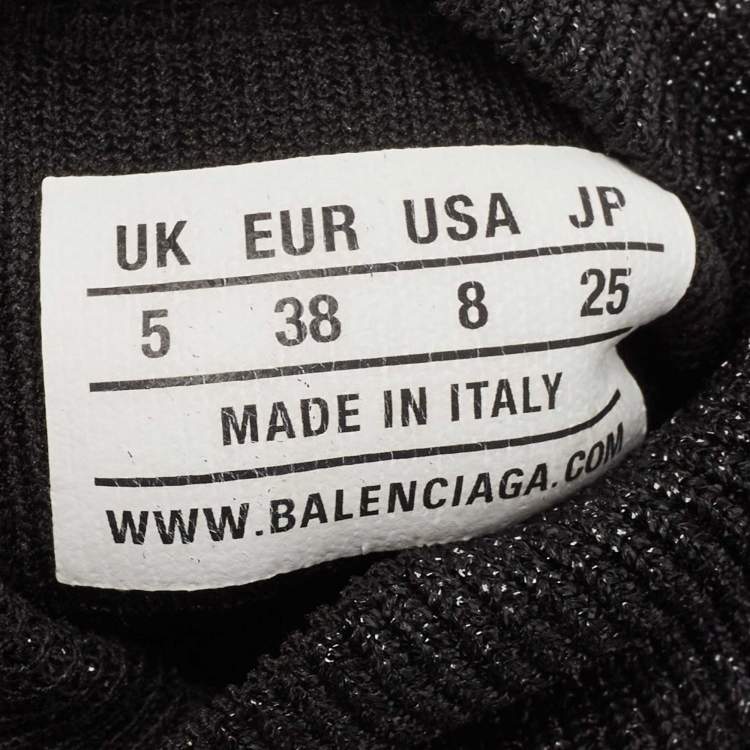 UK EUR USA JP
5 38 8 25
MADE IN ITALY
WWW.BALENCIAGA.COM